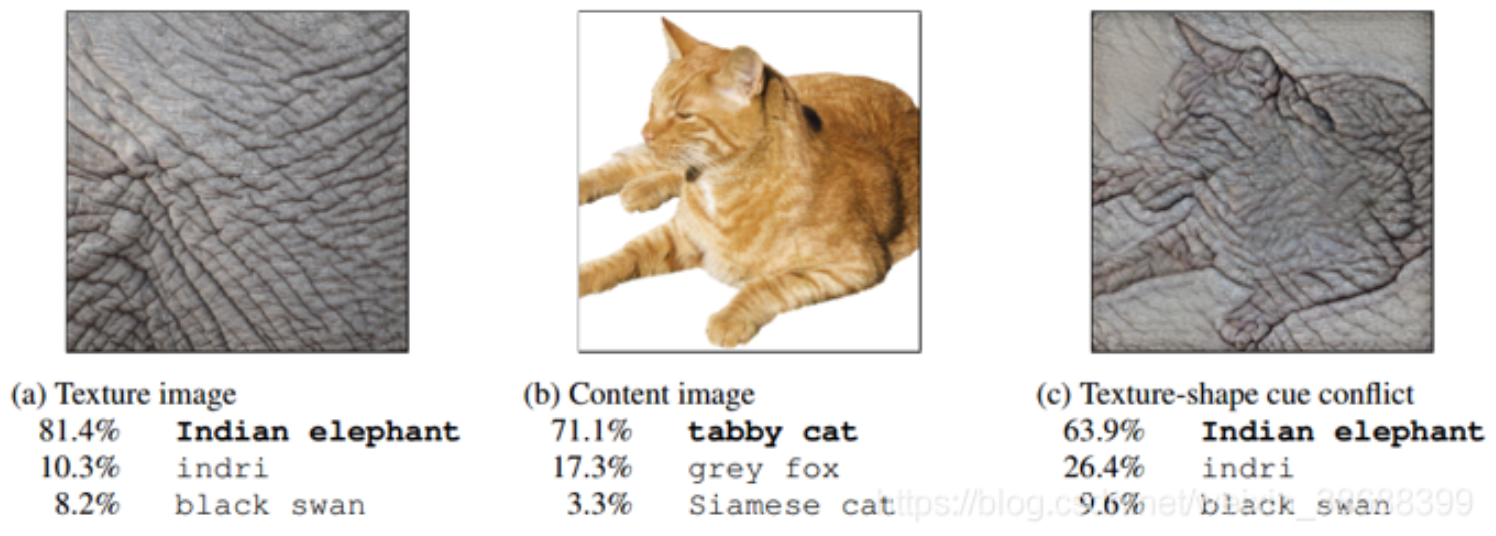 (a) Texture image
81.4% Indian elephant
10.3% indri
8.2% black swan
(b) Content image
71.1% tabby cat
17.3% grey fox
3.3% Siamese cat
(c) Texture-shape cue conflict
63.9% Indian elephant
26.4% indri
9.6% black swan